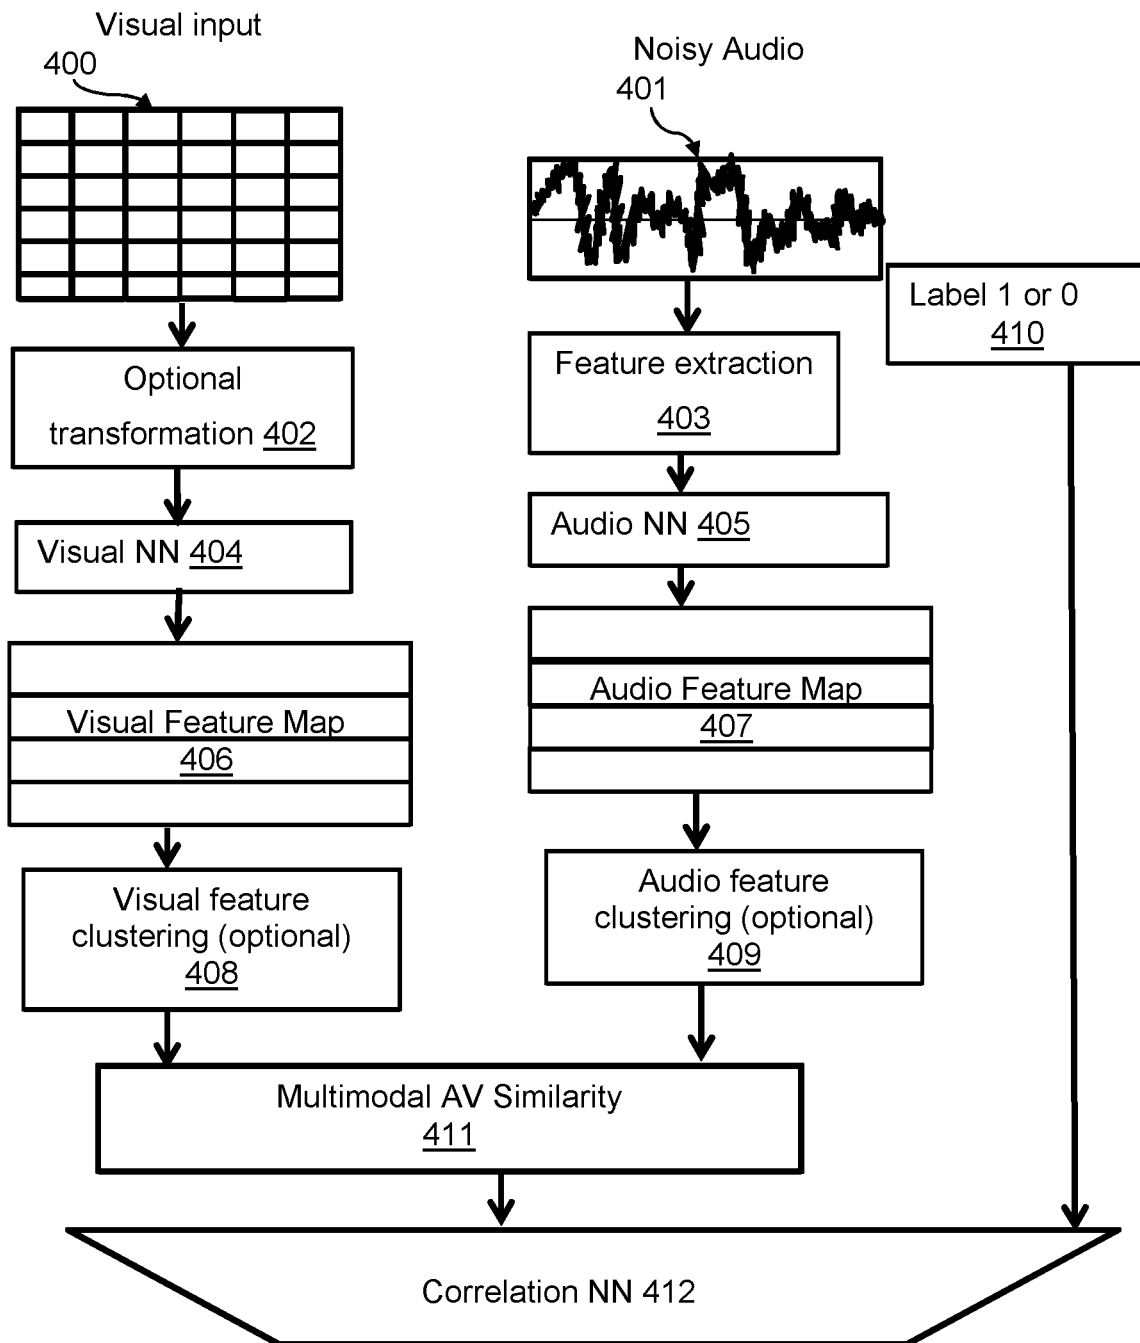 Visual input
400
Noisy Audio
401
Label 1 or 0
410
Optional
transformation 402
Feature extraction
403
Visual NN 404
Audio NN 405
Visual Feature Map
406
Audio Feature Map
407
Visual feature
clustering (optional)
408
Audio feature
clustering (optional)
409
Multimodal AV Similarity
411
Correlation NN 412